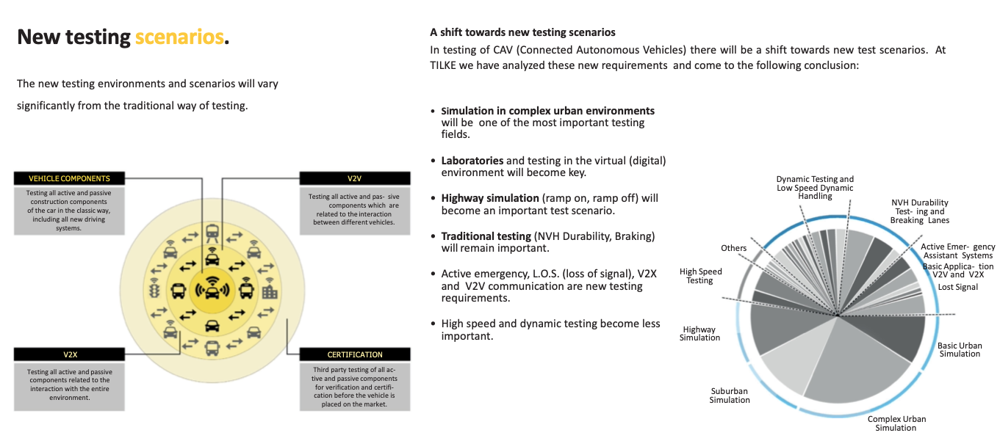 New testing scenarios.
The new testing environments and scenarios will vary
significantly from the traditional way of testing.
VEHICLE COMPONENTS
Testing all active and passive
construction components
of the car in the classic way,
including all new driving
systems.
V2V
Testing all active and pas- sive
components which are
related to the interaction
between different vehicles.
V2X
Testing all active and passive
components related to the
interaction with the entire
environment.
CERTIFICATION
Third party testing of all ac-
tive and passive components
for verification and certifi-
cation before the vehicle is
placed on the market.
A shift towards new testing scenarios
In testing of CAV (Connected Autonomous Vehicles) there will be a shift towards new test scenarios. At
TILKE we have analyzed these new requirements and come to the following conclusion:
• Simulation in complex urban environments
will be one of the most important testing
fields.
• Laboratories and testing in the virtual (digital)
environment will become key.
• Highway simulation (ramp on, ramp off) will
become an important test scenario.
• Traditional testing (NVH Durability, Braking)
will remain important.
• Active emergency, L.O.S. (loss of signal), V2X
and V2V communication are new testing
requirements.
• High speed and dynamic testing become less
important.
Dynamic Testing and
Low Speed Dynamic
Handling
NVH Durability
Test- ing and
Breaking Lanes
Active Emer- gency
Assistant Systems
Basic Applica- tion
V2V and V2X
Lost Signal
Basic Urban
Simulation
Complex Urban
Simulation
Suburban
Simulation
Highway
Simulation
High Speed
Testing
Others